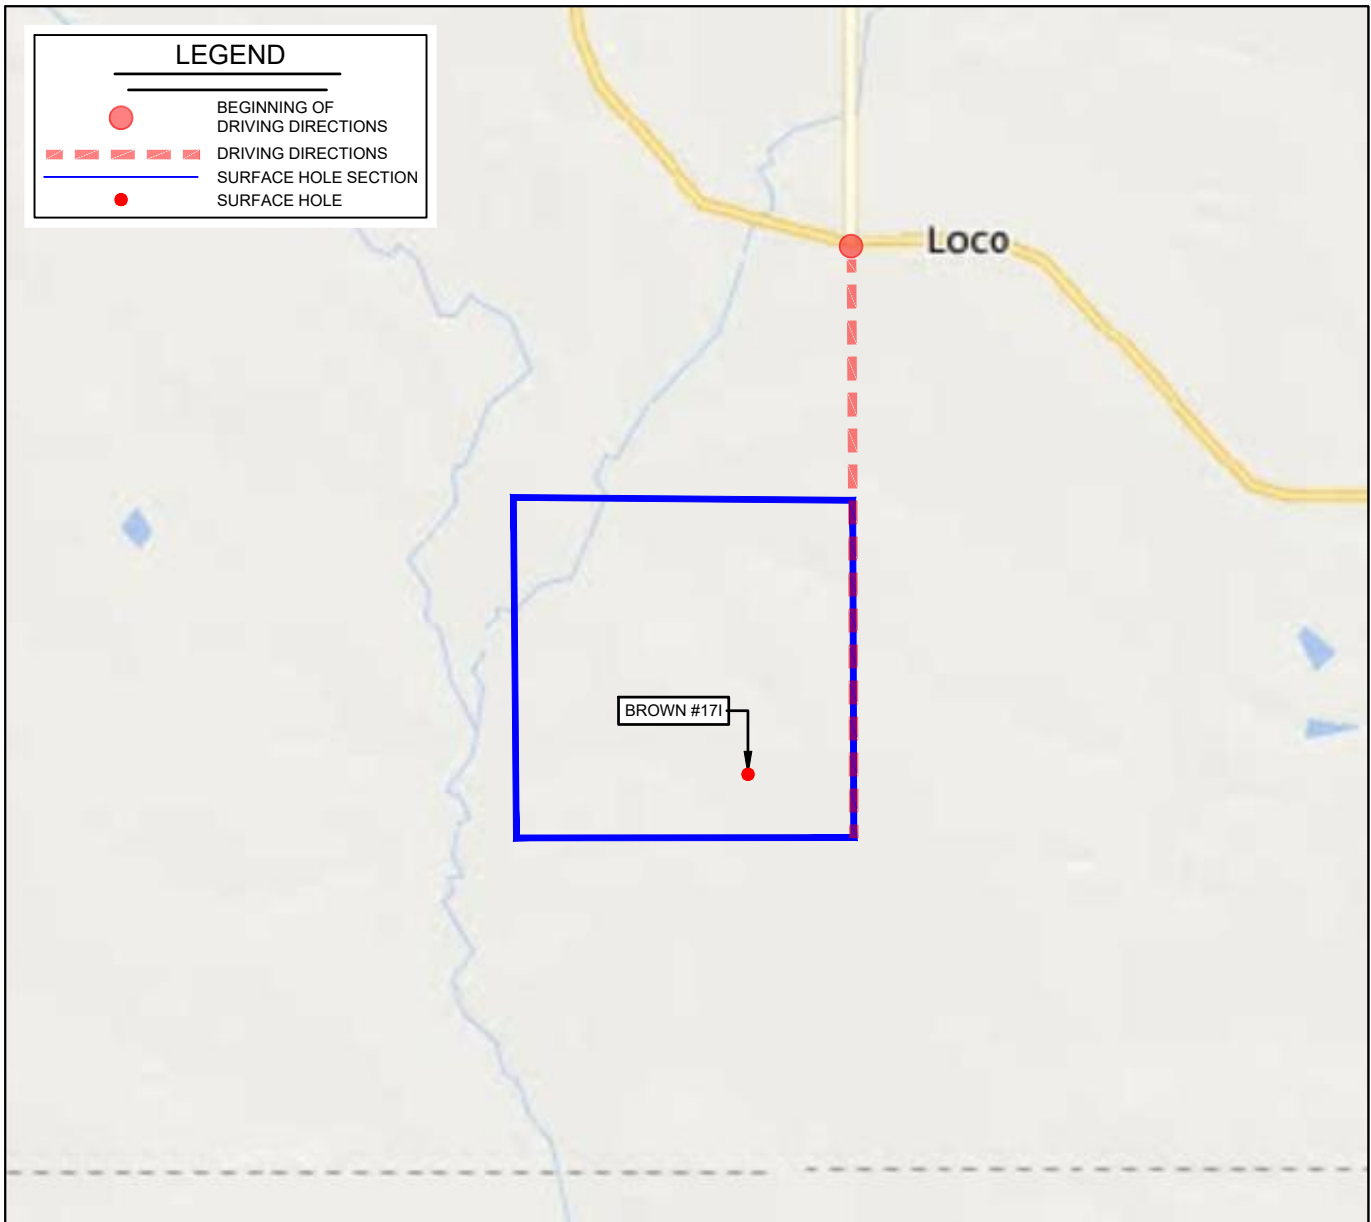 LEGEND
BEGINNING OF
DRIVING DIRECTIONS
DRIVING DIRECTIONS
SURFACE HOLE SECTION
SURFACE HOLE
Loco
BROWN #17I